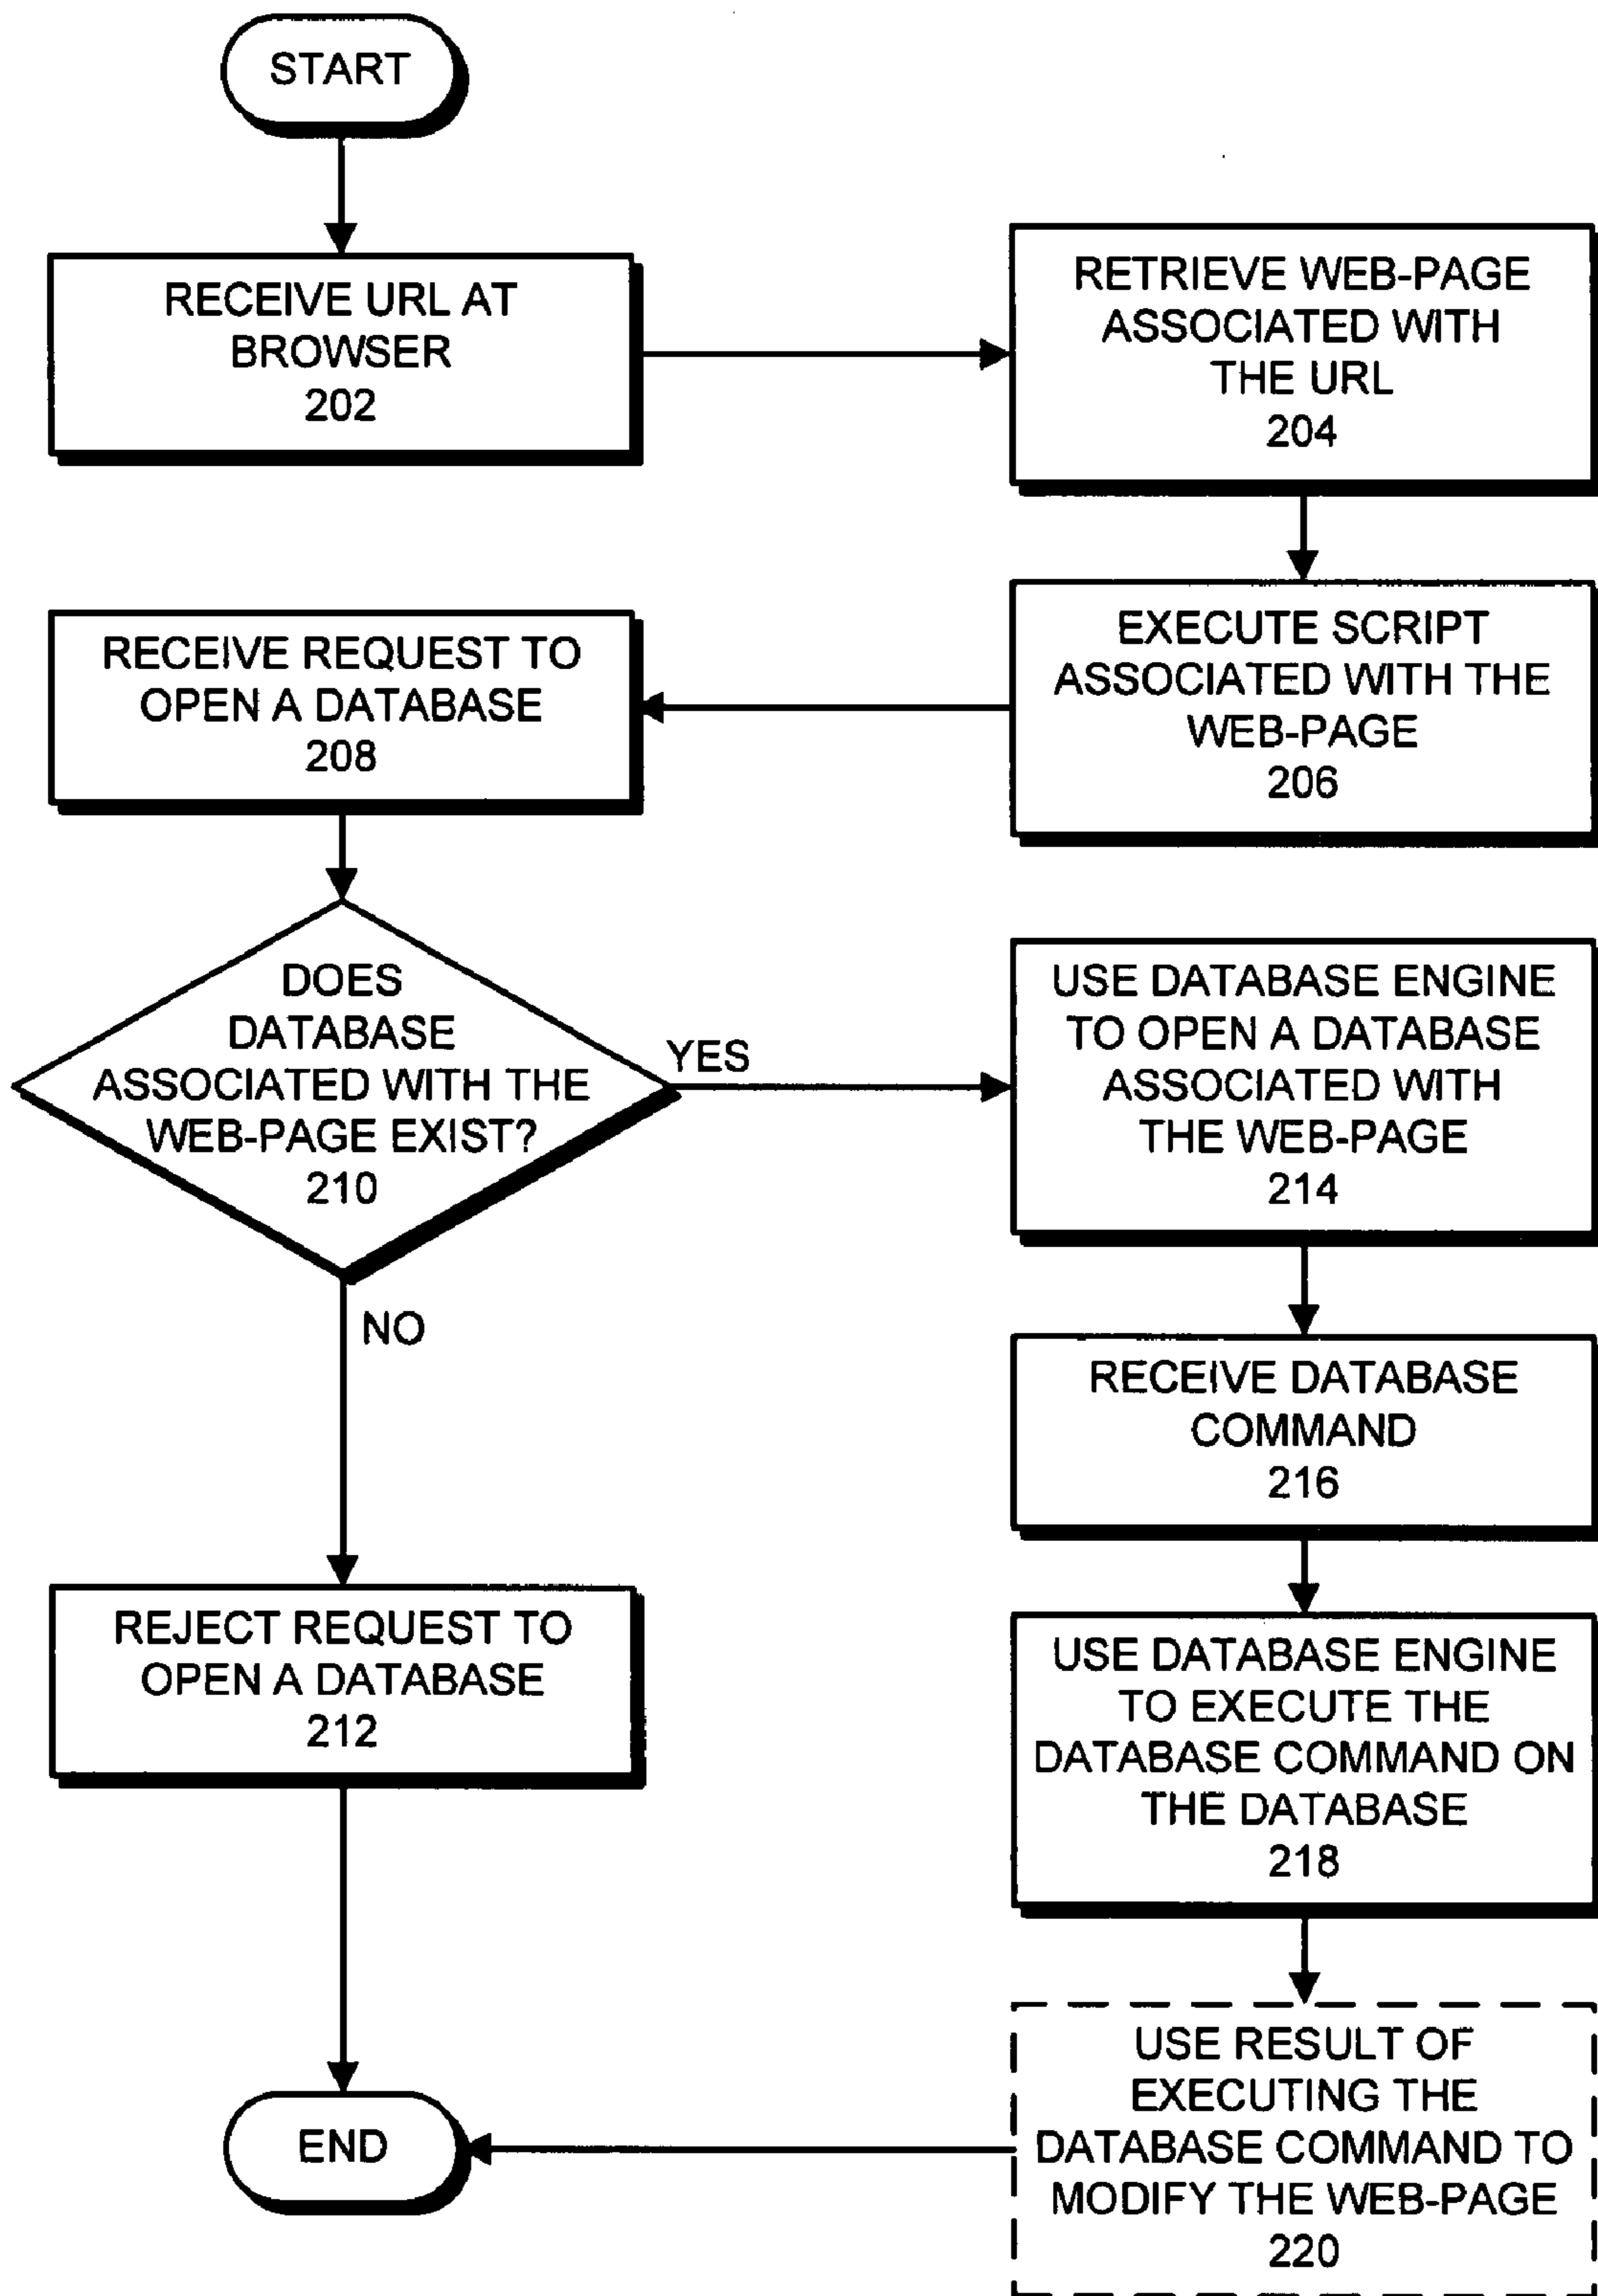 START
RECEIVE URL AT
BROWSER
202
RETRIEVE WEB-PAGE
ASSOCIATED WITH
THE URL
204
EXECUTE SCRIPT
ASSOCIATED WITH THE
WEB-PAGE
206
RECEIVE REQUEST TO
OPEN A DATABASE
208
DOES
DATABASE
ASSOCIATED WITH THE
WEB-PAGE EXIST?
210
YES
NO
USE DATABASE ENGINE
TO OPEN A DATABASE
ASSOCIATED WITH
THE WEB-PAGE
214
RECEIVE DATABASE
COMMAND
216
REJECT REQUEST TO
OPEN A DATABASE
212
USE DATABASE ENGINE
TO EXECUTE THE
DATABASE COMMAND ON
THE DATABASE
218
USE RESULT OF
EXECUTING THE
DATABASE COMMAND TO
MODIFY THE WEB-PAGE
220
END